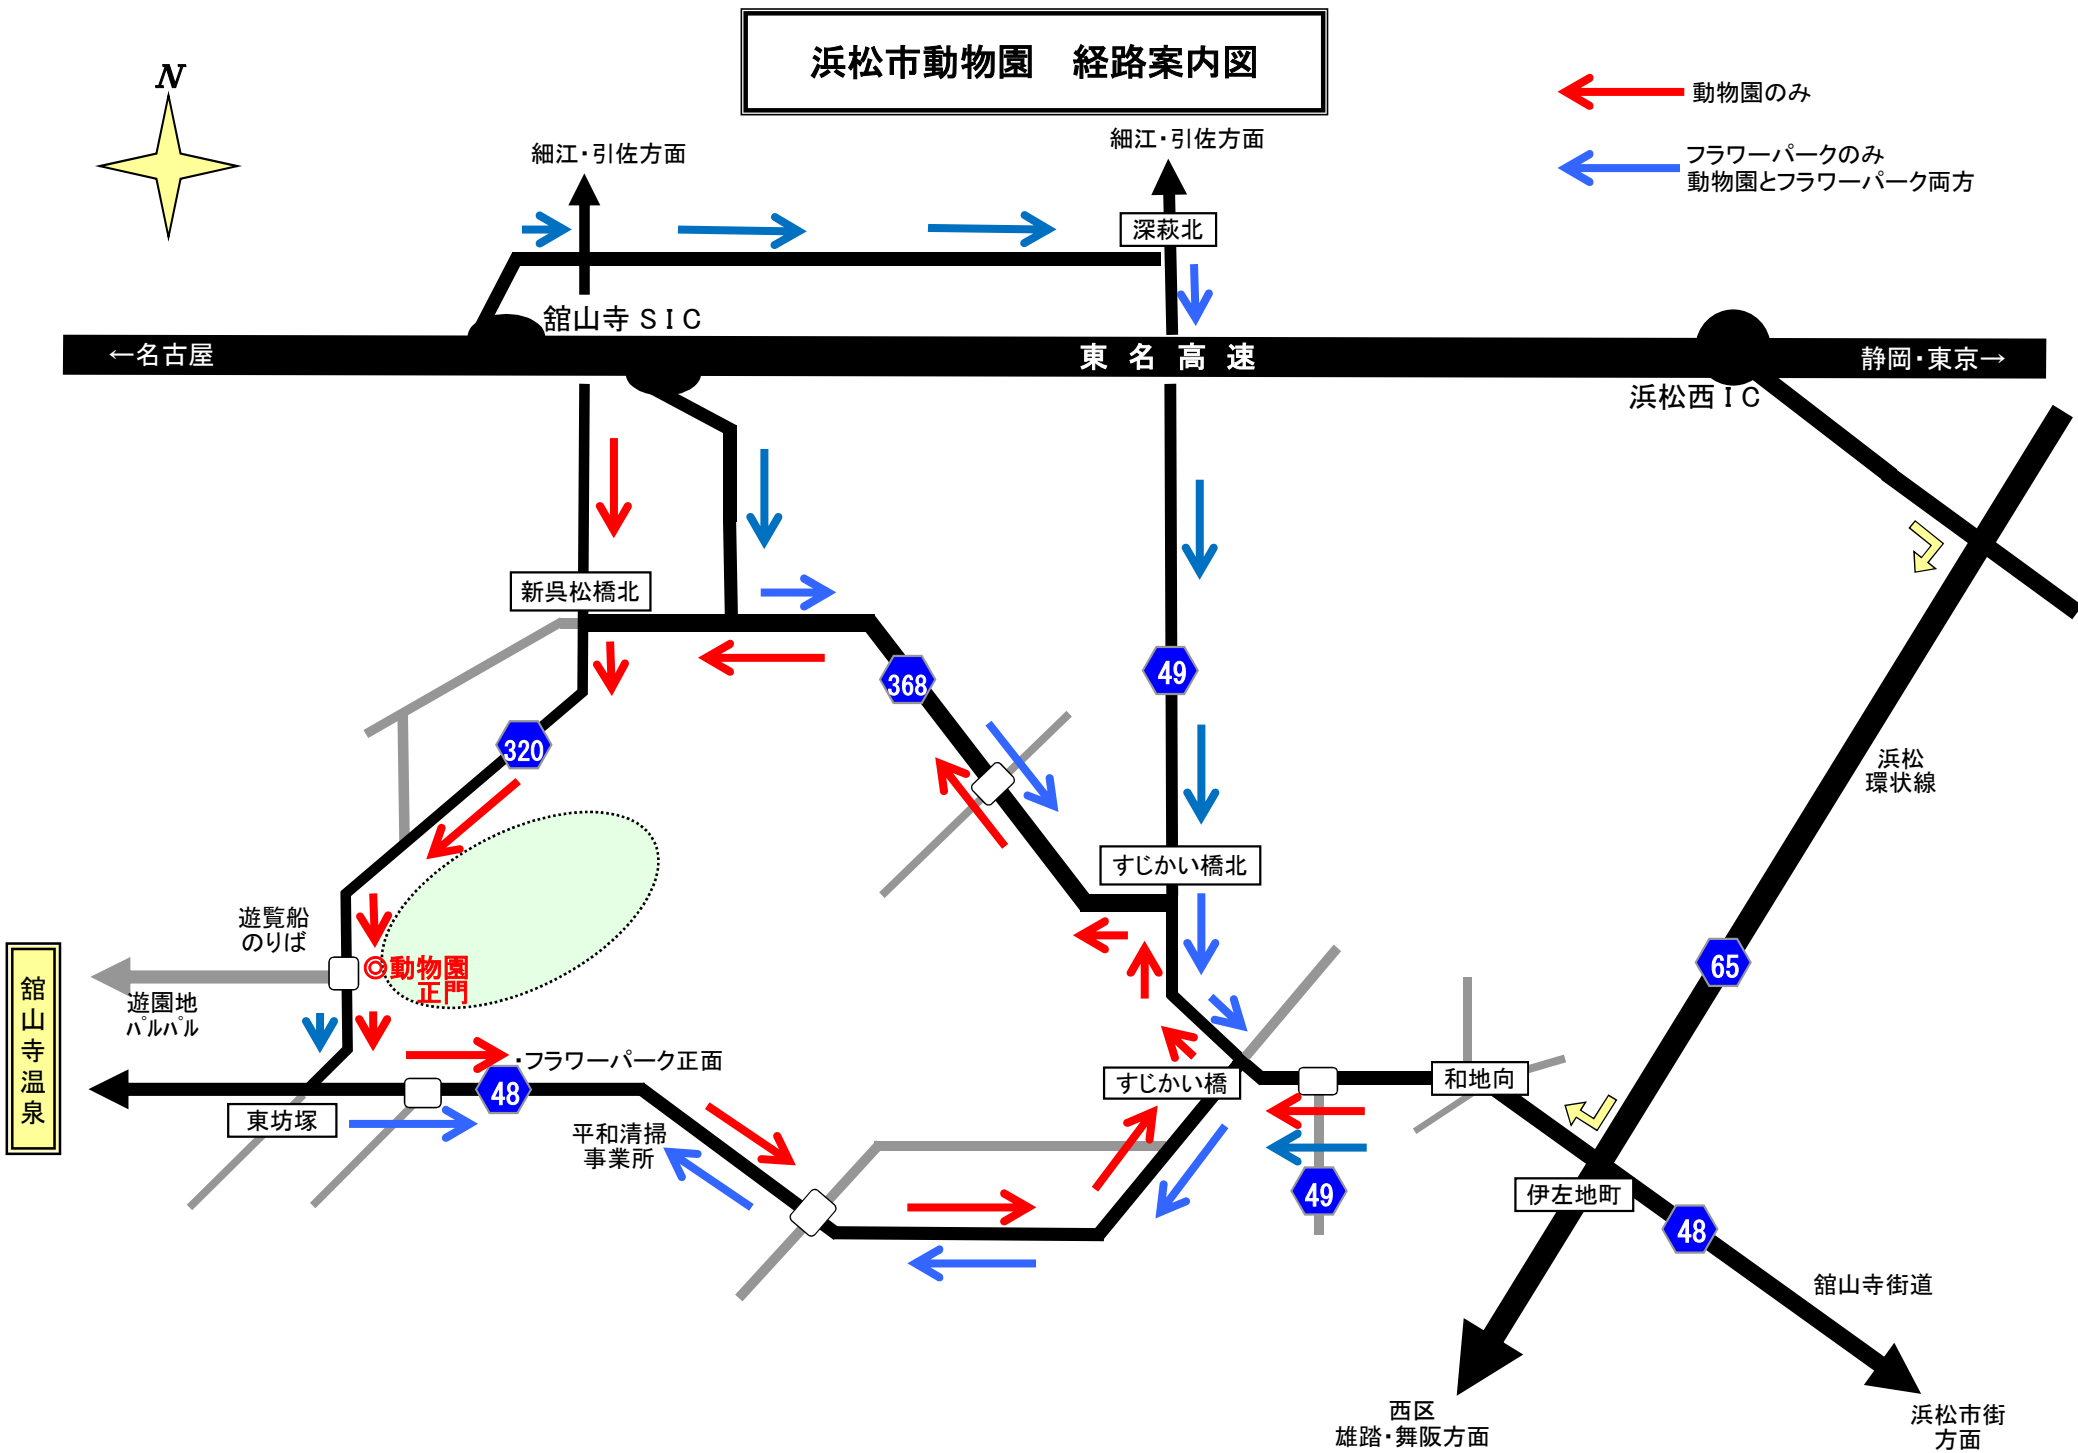 浜松市動物園　経路案内図
N
動物園のみ
フラワーパークのみ
動物園とフラワーパーク両方
細江・引佐方面
細江・引佐方面
深萩北
舘山寺ＳＩＣ
←名古屋
東名高速
静岡・東京→
浜松西ＩＣ
新呉松橋北
368
49
320
浜松
環状線
すじかい橋北
遊覧船
のりば
◎動物園
正門
65
舘山寺温泉
遊園地
パルパル
・フラワーパーク正面
48
すじかい橋
和地向
東坊塚
平和清掃
事業所
49
伊左地町
48
舘山寺街道
西区
雄踏・舞阪方面
浜松市街
方面